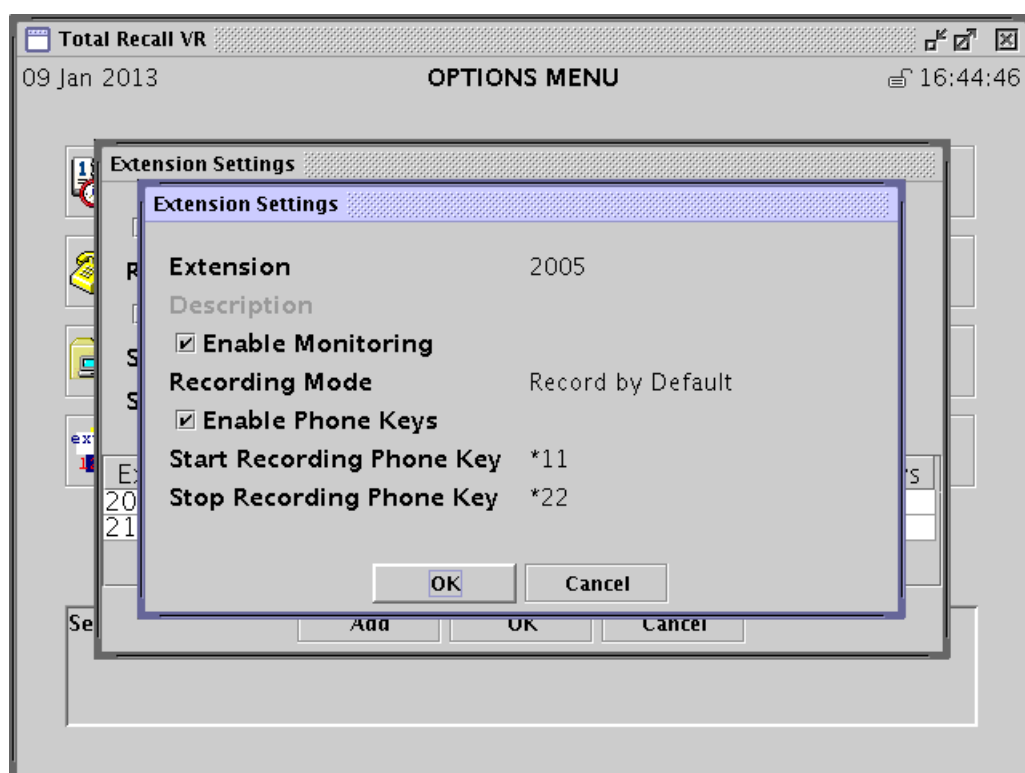 Total Recall VR
09 Jan 2013 OPTIONS MENU 16:44:46
Extension Settings
Extension Settings
Extension 2005
Description
Enable Monitoring
Recording Mode Record by Default
Enable Phone Keys
Start Recording Phone Key *11
Stop Recording Phone Key *22
OK Cancel
Add OK Cancel